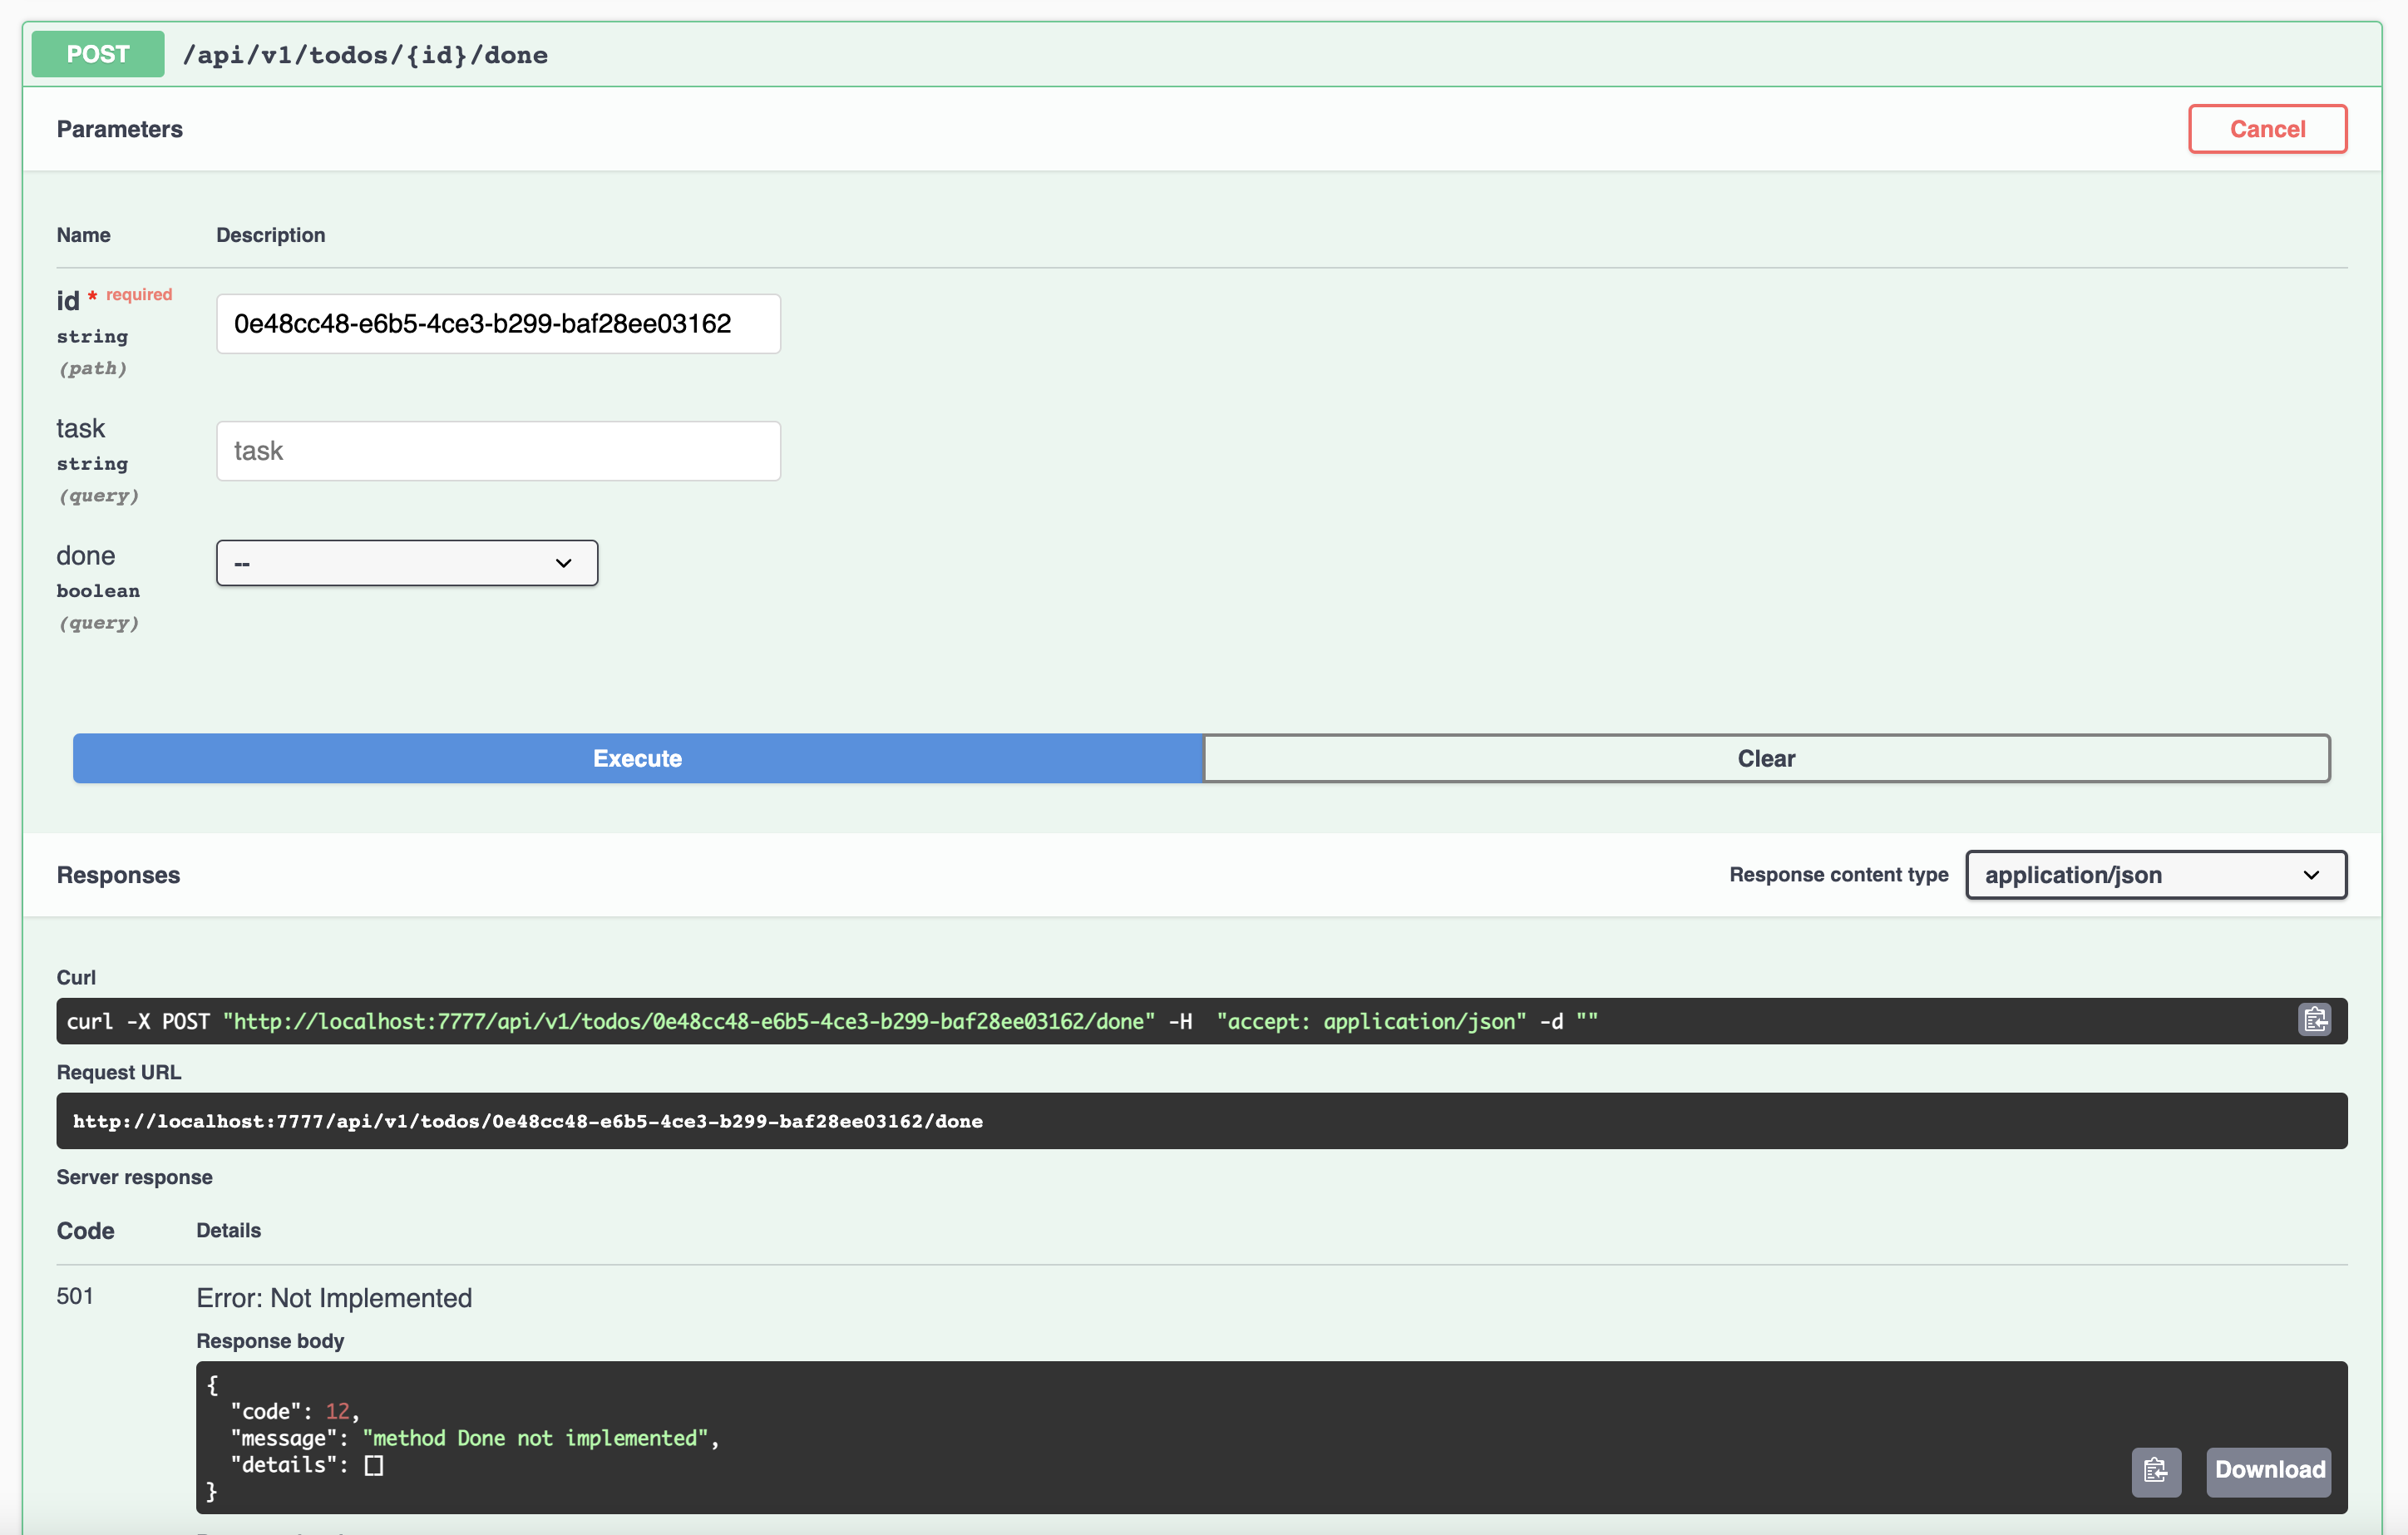 POST /api/v1/todos/{id}/done
Parameters
Cancel
Name Description
id * required
string
(path)
0e48cc48-e6b5-4ce3-b299-baf28ee03162
task
string
(query)
task
done
boolean
(query)
--
Execute
Clear
Responses
Response content type
application/json
Curl
curl -X POST "http://localhost:7777/api/v1/todos/0e48cc48-e6b5-4ce3-b299-baf28ee03162/done" -H  "accept: application/json" -d ""
Request URL
http://localhost:7777/api/v1/todos/0e48cc48-e6b5-4ce3-b299-baf28ee03162/done
Server response
Code Details
501
Error: Not Implemented
Response body
{
  "code": 12,
  "message": "method Done not implemented",
  "details": []
}
Download